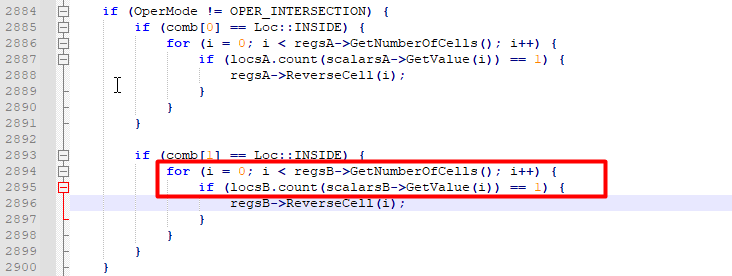 2884 if (OperMode != OPER_INTERSECTION) {
2885 if (comb[0] == Loc::INSIDE) {
2886 for (i = 0; i < regsA->GetNumberOfCells(); i++) {
2887 if (locsA.count(scalarsA->GetValue(i)) == 1) {
2888 regsA->ReverseCell(i);
2889 }
2890 }
2891 }
2892
2893 if (comb[1] == Loc::INSIDE) {
2894 for (i = 0; i < regsB->GetNumberOfCells(); i++) {
2895 if (locsB.count(scalarsB->GetValue(i)) == 1) {
2896 regsB->ReverseCell(i);
2897 }
2898 }
2899 }
2900 }